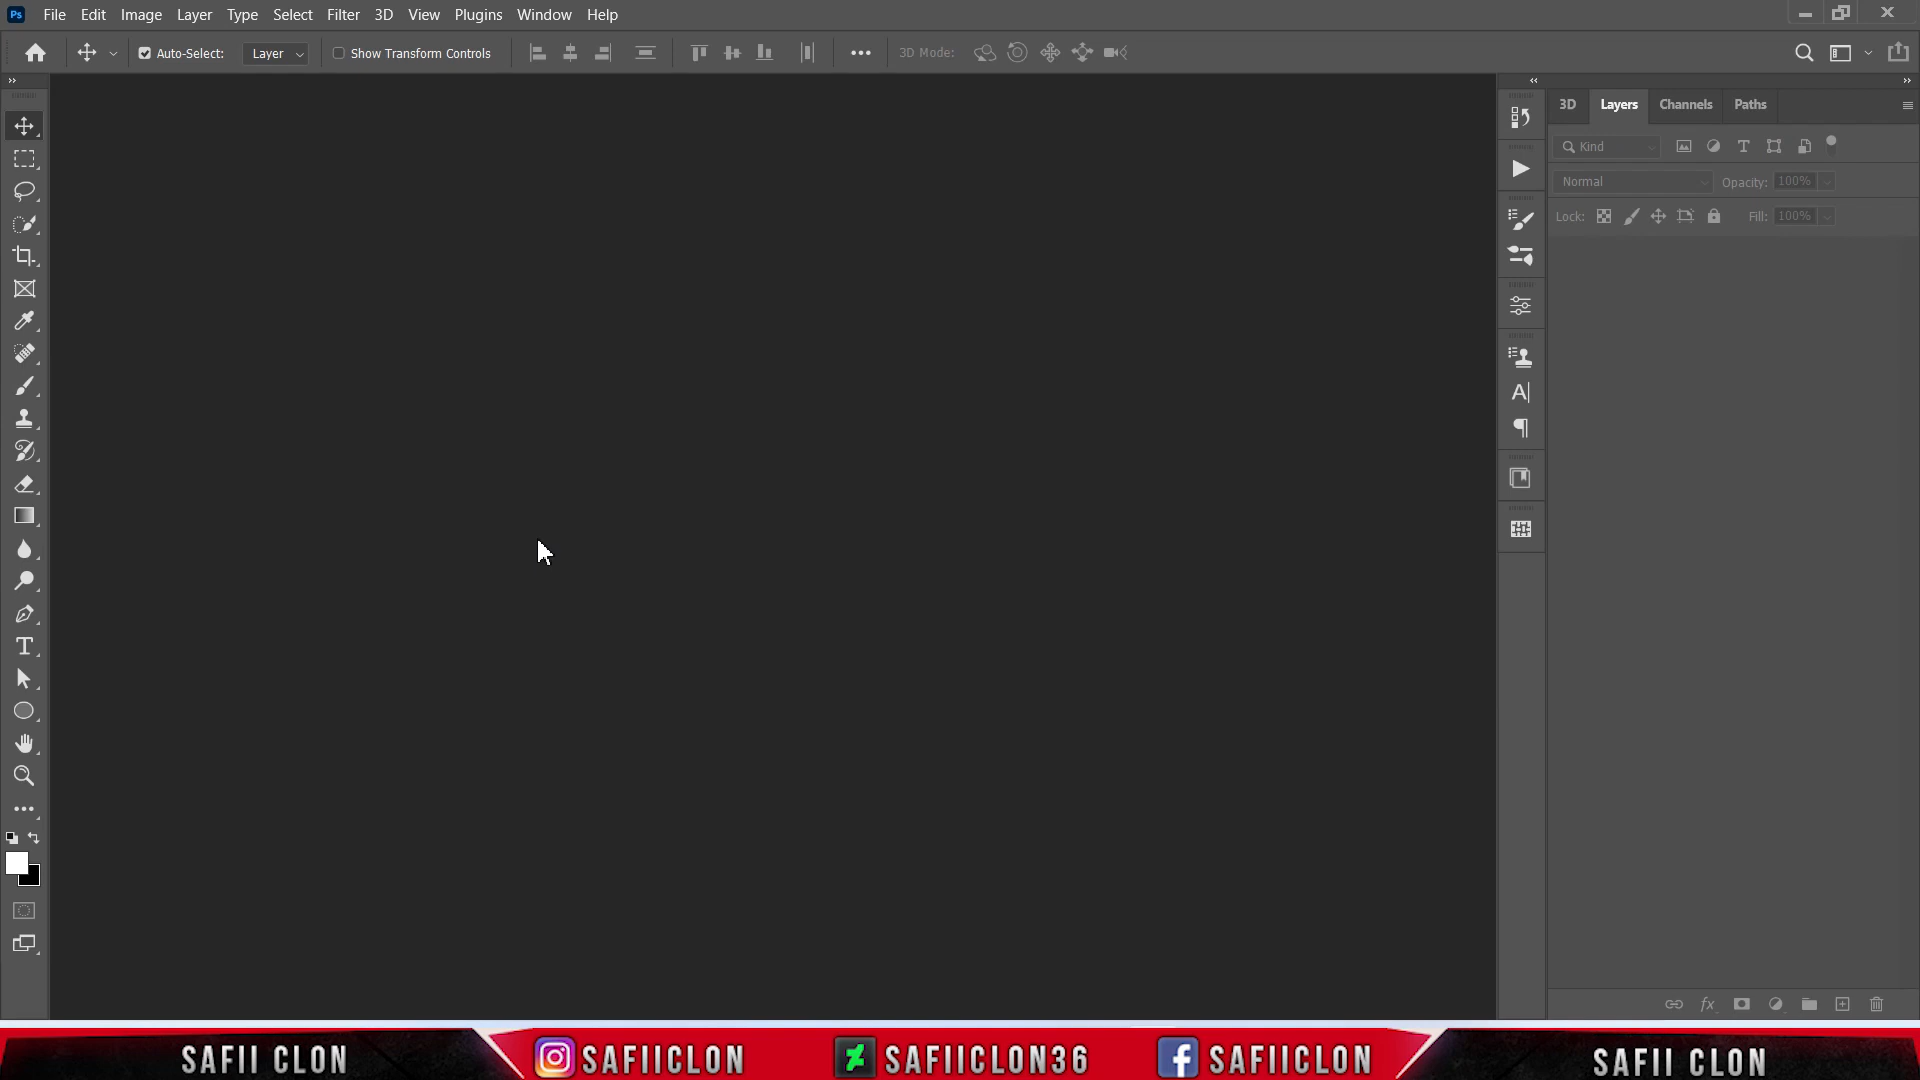 Ps File Edit Image Layer Type Select Filter 3D View Plugins Window Help
Auto-Select: Layer Show Transform Controls 3D Mode:
3D Layers Channels Paths
Kind
Normal Opacity: 100%
Lock: Fill: 100%
SAFII CLON SAFIICLON SAFIICLON36 SAFIICLON SAFII CLON